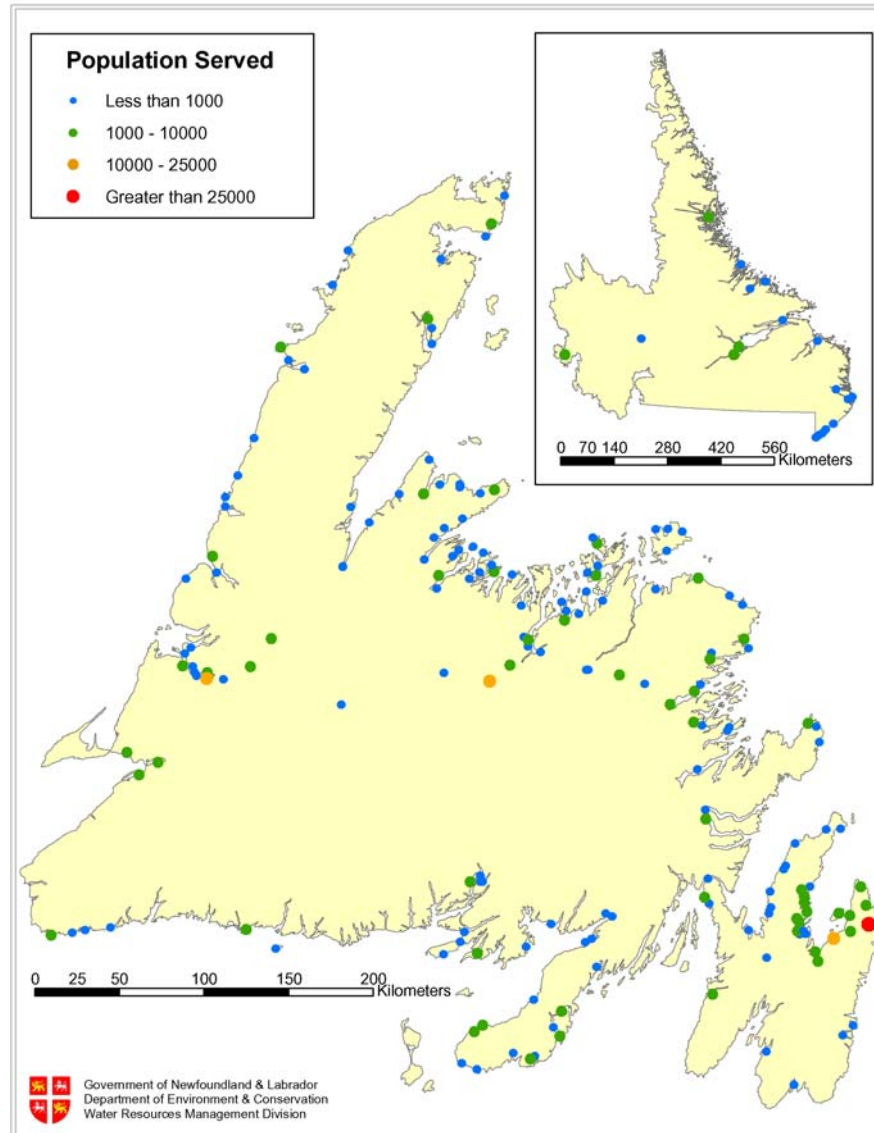 Population Served
Less than 1000
1000 - 10000
10000 - 25000
Greater than 25000
0 70 140 280 420 560
Kilometers
0 25 50 100 150 200
Kilometers
Government of Newfoundland & Labrador
Department of Environment & Conservation
Water Resources Management Division